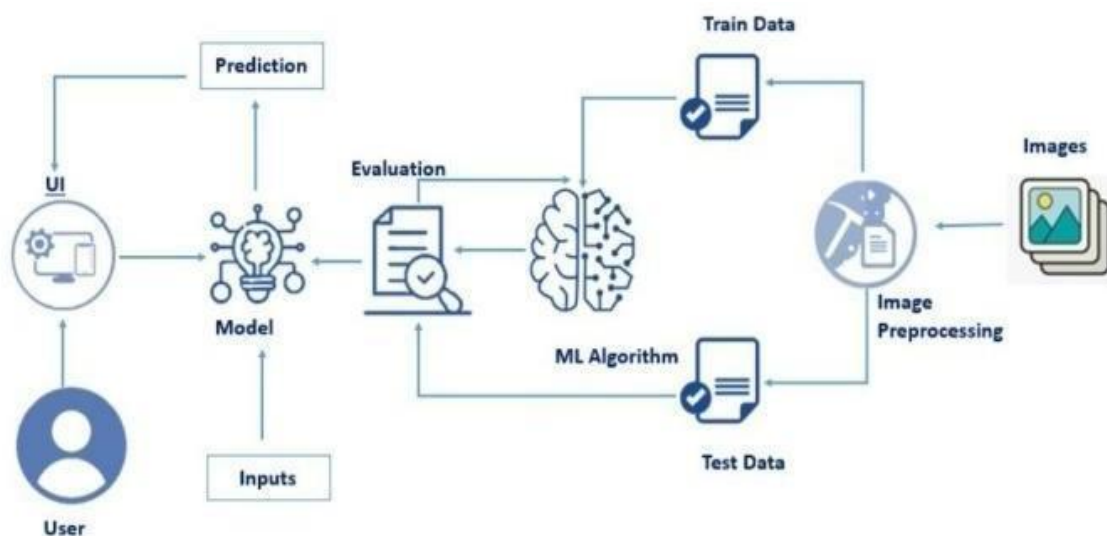 Train Data
Prediction
Images
Evaluation
UI
Image
Preprocessing
Model
ML Algorithm
Test Data
Inputs
User